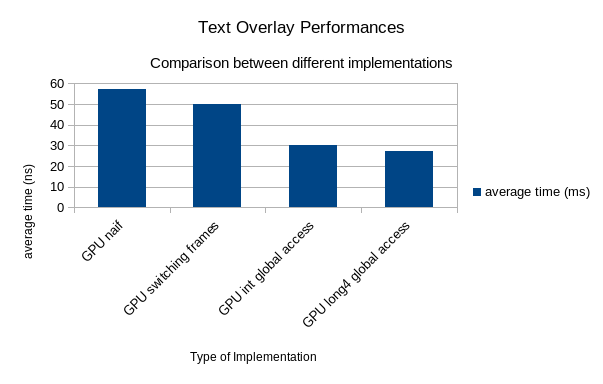 Text Overlay Performances
Comparison between different implementations
60
50
40
30
20
10
0
average time (ns)
average time (ms)
GPU naif
GPU switching frames
GPU int global access
GPU long4 global access
Type of Implementation